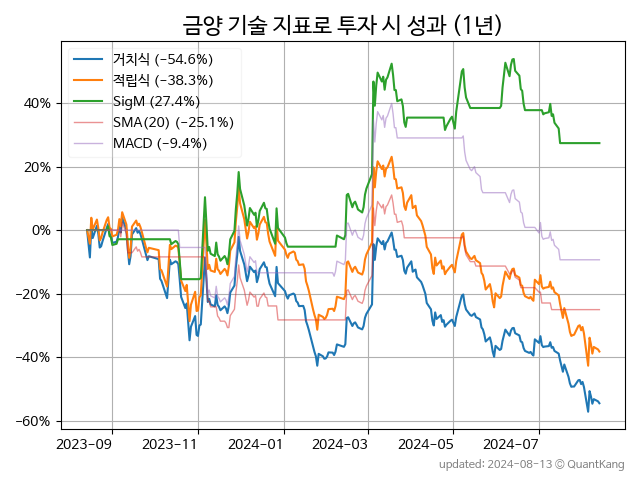 금양 기술 지표로 투자 시 성과 (1년)
거치식 (−54.6%)
적립식 (−38.3%)
SigM (27.4%)
SMA(20) (−25.1%)
MACD (−9.4%)
40%
20%
0%
−20%
−40%
−60%
2023-09
2023-11
2024-01
2024-03
2024-05
2024-07
updated: 2024-08-13 © QuantKang